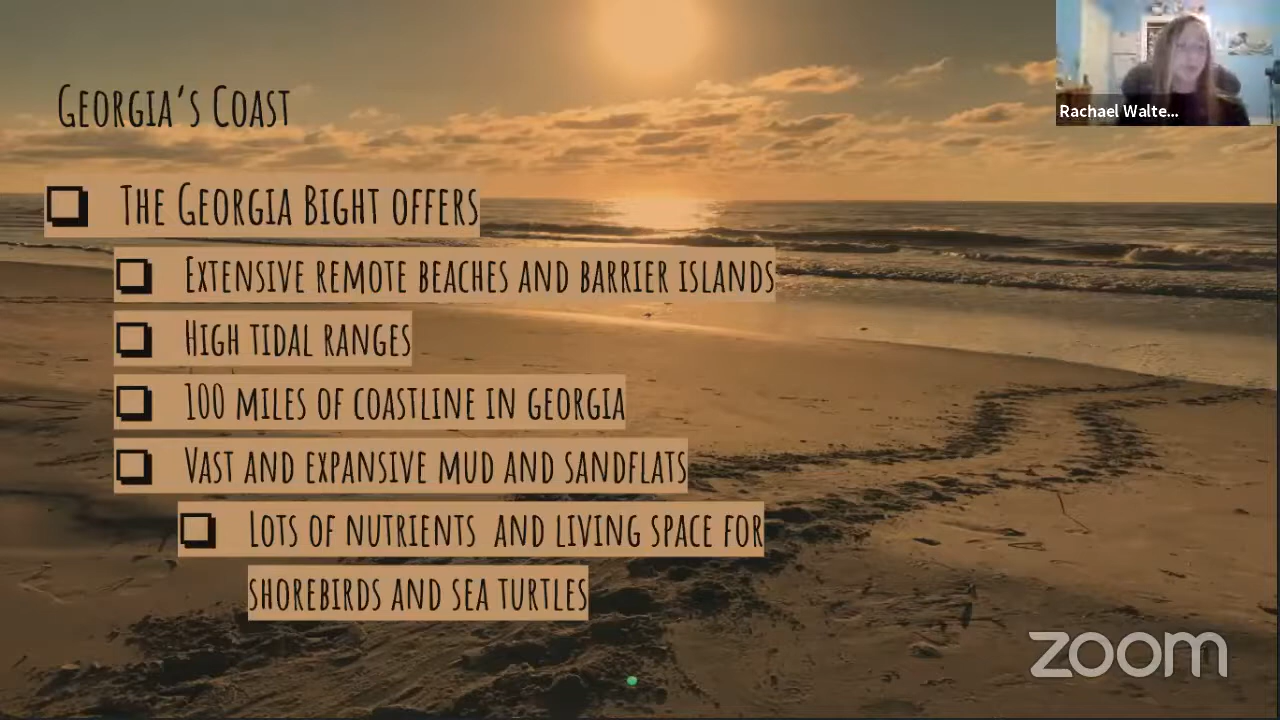 Georgia's Coast
Rachael Walte...
The Georgia Bight offers
Extensive remote beaches and barrier islands
High tidal ranges
100 miles of coastline in Georgia
Vast and expansive mud and sandflats
Lots of nutrients and living space for
shorebirds and sea turtles
zoom